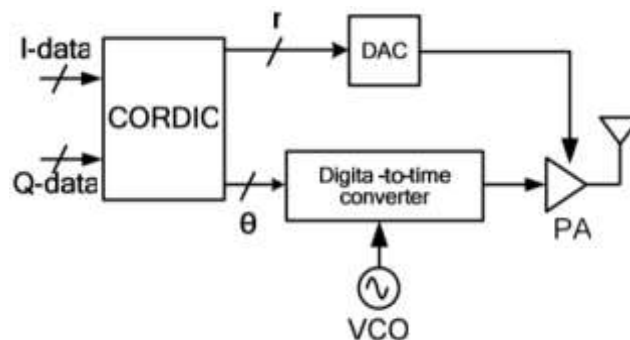 r
I-data
DAC
CORDIC
Q-data
θ
Digita -to-time
converter
PA
VCO